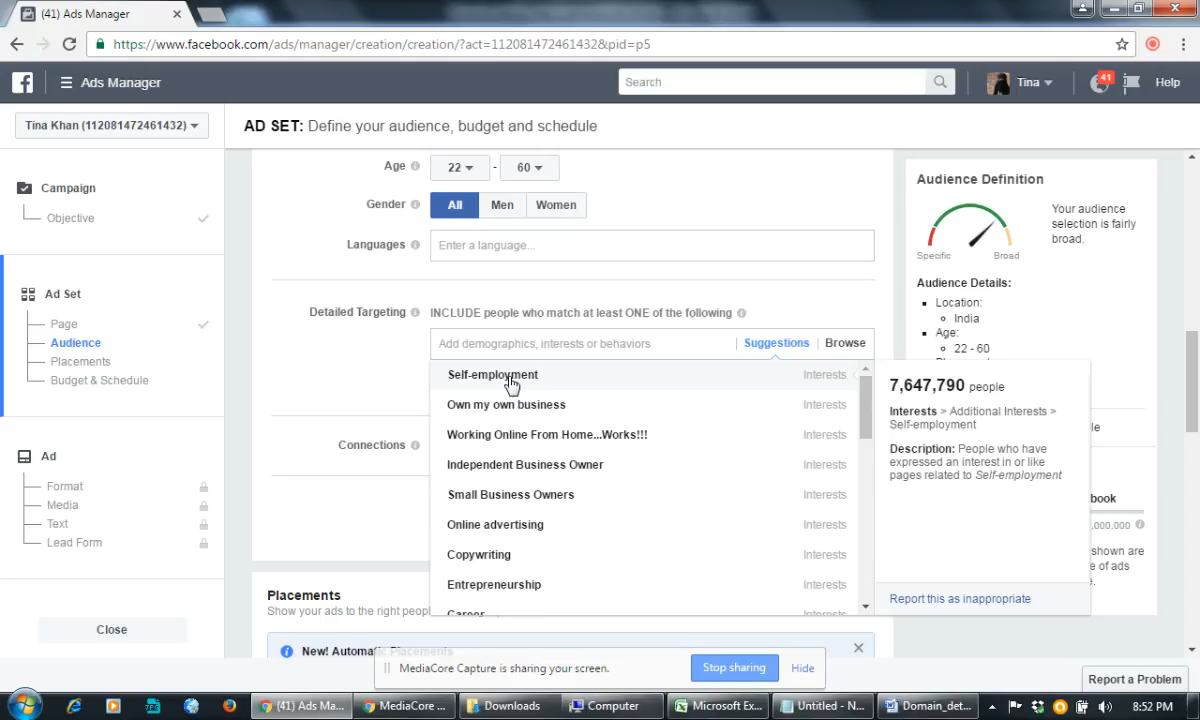 (41) Ads Manager
https://www.facebook.com/ads/manager/creation/creation/?act=112081472461432&pid=p5
Ads Manager
Search
Tina
41
Help
Tina Khan (112081472461432)
AD SET: Define your audience, budget and schedule
Campaign
Objective
Ad Set
Page
Audience
Placements
Budget & Schedule
Ad
Format
Media
Text
Lead Form
Close
Age
22
-
60
Gender
All
Men
Women
Languages
Enter a language...
Detailed Targeting
INCLUDE people who match at least ONE of the following
Add demographics, interests or behaviors
Suggestions
Browse
Self-employment
Interests
Own my own business
Interests
Working Online From Home...Works!!!
Interests
Independent Business Owner
Interests
Small Business Owners
Interests
Online advertising
Interests
Copywriting
Interests
Entrepreneurship
Interests
Career
Interests
Connections
Placements
Show your ads to the right peopl
New! Automatic Placements
Audience Definition
Specific
Broad
Your audience
selection is fairly
broad.
Audience Details:
Location:
India
Age:
22 - 60
7,647,790 people
Interests > Additional Interests >
Self-employment
Description: People who have
expressed an interest in or like
pages related to Self-employment
Report this as inappropriate
le
book
,000,000
shown are
e of ads
MediaCore Capture is sharing your screen.
Stop sharing
Hide
Report a Problem
(41) Ads Ma...
MediaCore ...
Downloads
Computer
Microsoft Ex...
Untitled - N...
Domain_det...
8:52 PM